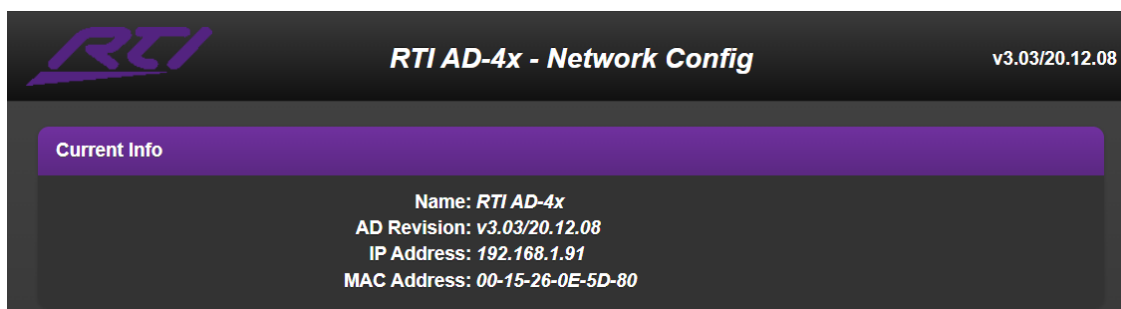 RTI
RTI AD-4x - Network Config
v3.03/20.12.08
Current Info
Name: RTI AD-4x
AD Revision: v3.03/20.12.08
IP Address: 192.168.1.91
MAC Address: 00-15-26-0E-5D-80